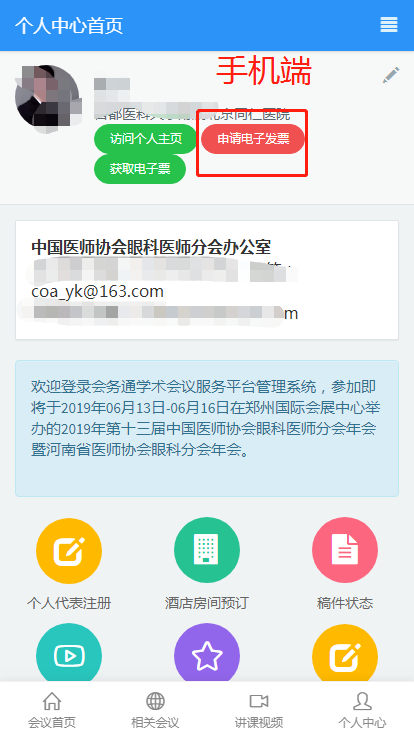 个人中心首页
手机端
北京同仁医院
访问个人主页
申请电子发票
获取电子票
中国医师协会眼科医师分会办公室
coa_yk@163.com
欢迎登录会务通学术会议服务平台管理系统，参加即
将于2019年06月13日-06月16日在郑州国际会展中心举
办的2019年第十三届中国医师协会眼科医师分会年会
暨河南省医师协会眼科分会年会。
个人代表注册
酒店房间预订
稿件状态
会议首页
相关会议
讲课视频
个人中心